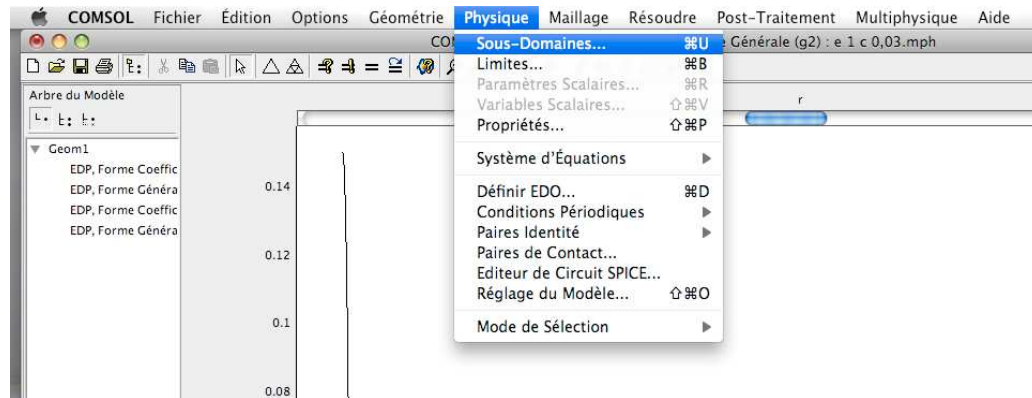 COMSOL Fichier Édition Options Géométrie Physique Maillage Résoudre Post-Traitement Multiphysique Aide
CO Générale (g2) : e 1 c 0,03.mph
Arbre du Modèle
Geom1
EDP, Forme Coeffic
EDP, Forme Généra
EDP, Forme Coeffic
EDP, Forme Généra
Sous-Domaines... ⌘U
Limites... ⌘B
Paramètres Scalaires... ⌘R
Variables Scalaires... ⇧⌘V
Propriétés... ⇧⌘P
Système d'Équations
Définir EDO... ⌘D
Conditions Périodiques
Paires Identité
Paires de Contact...
Editeur de Circuit SPICE...
Réglage du Modèle... ⇧⌘O
Mode de Sélection
r
0.14
0.12
0.1
0.08